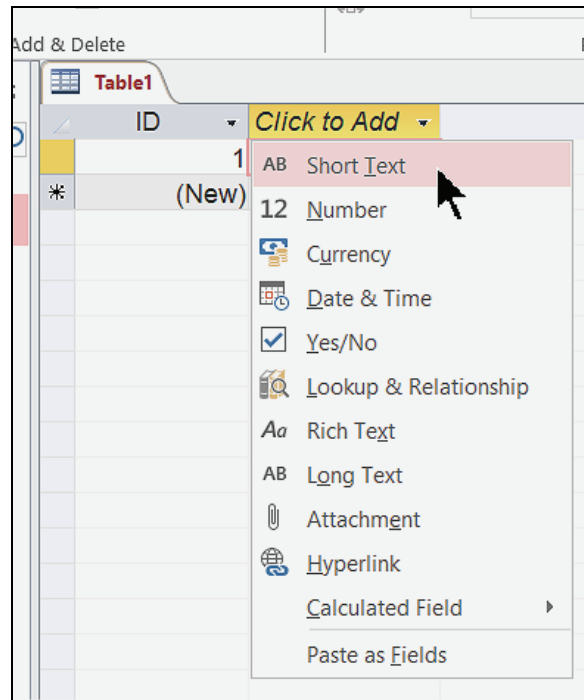 Add & Delete
Table1
ID Click to Add
1
(New)
AB Short Text
12 Number
Currency
Date & Time
Yes/No
Lookup & Relationship
Aa Rich Text
AB Long Text
Attachment
Hyperlink
Calculated Field
Paste as Fields